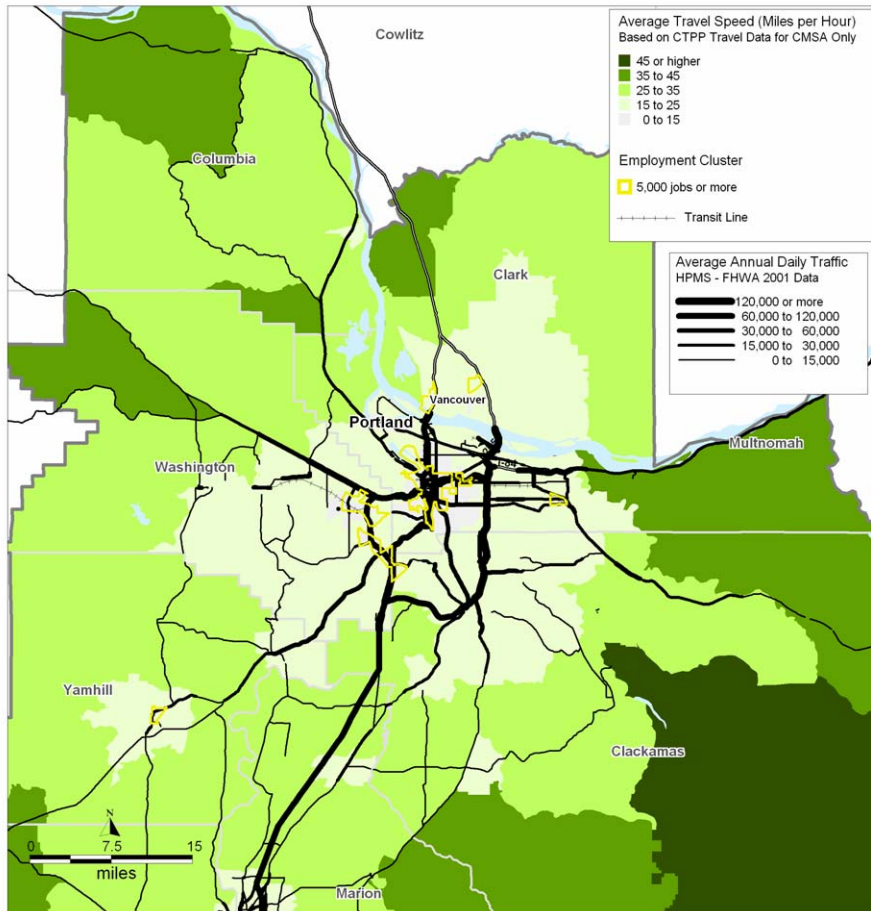 Cowlitz
Average Travel Speed (Miles per Hour)
Based on CTPP Travel Data for CMSA Only
45 or higher
35 to 45
25 to 35
15 to 25
0 to 15
Employment Cluster
5,000 jobs or more
Transit Line
Average Annual Daily Traffic
HPMS - FHWA 2001 Data
120,000 or more
60,000 to 120,000
30,000 to 60,000
15,000 to 30,000
0 to 15,000
Columbia
Clark
Vancouver
Portland
Multnomah
Washington
I-84
Yamhill
Clackamas
N
0 7.5 15
miles
Marion